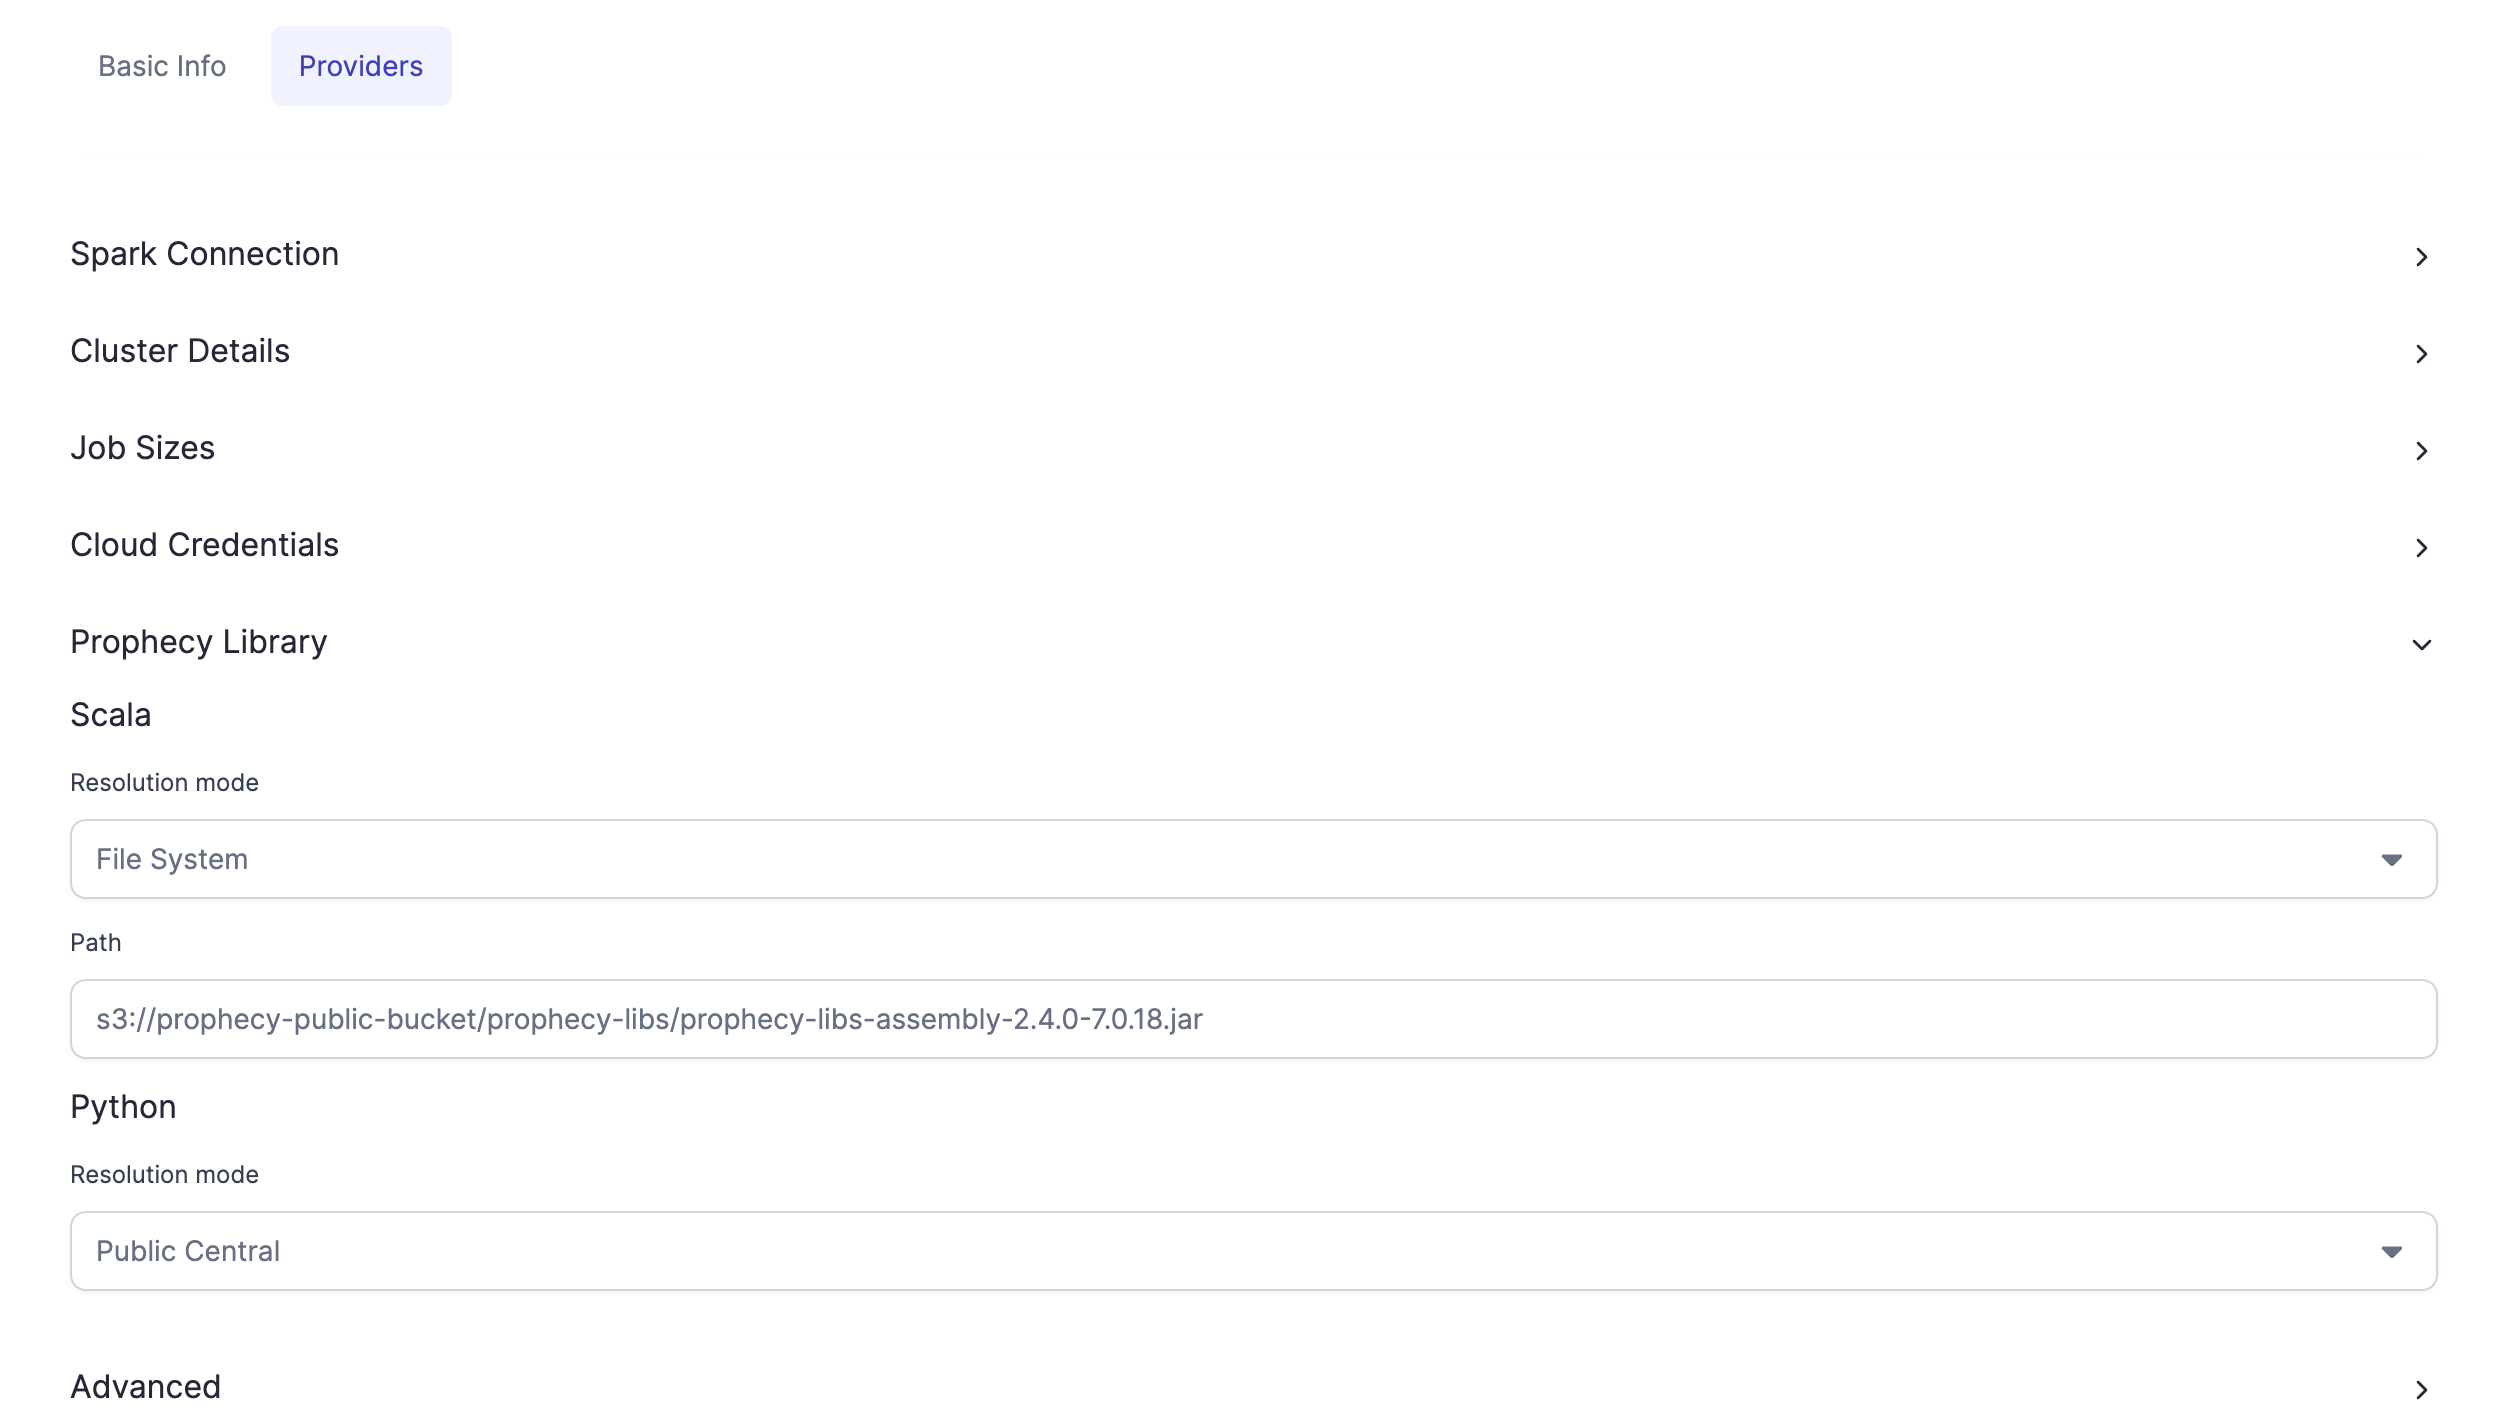 Basic Info
Providers
Spark Connection
Cluster Details
Job Sizes
Cloud Credentials
Prophecy Library
Scala
Resolution mode
File System
Path
s3://prophecy-public-bucket/prophecy-libs/prophecy-libs-assembly-2.4.0-7.0.18.jar
Python
Resolution mode
Public Central
Advanced